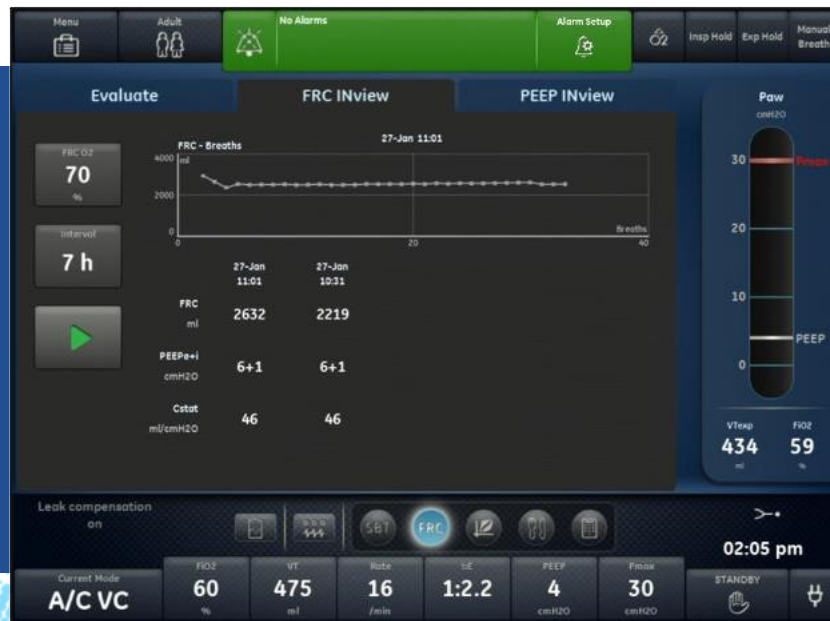 Menu
Adult
No Alarms
Alarm Setup
O2
Insp Hold
Exp Hold
Manual
Breath
Evaluate
FRC INview
PEEP INview
FRC O2
70
%
Interval
7 h
FRC - Breaths
27-Jan 11:01
4000
ml
2000
0
0
20
40
Breaths
27-Jan 27-Jan
11:01 10:31
FRC 2632 2219
ml
PEEPe+i 6+1 6+1
cmH2O
Cstat 46 46
ml/cmH2O
Paw
cmH2O
30
Pmax
20
10
PEEP
0
VTexp FiO2
434 59
ml %
Leak compensation
on
SBT
FRC
02:05 pm
Current Mode
A/C VC
FiO2
60
%
VT
475
ml
Rate
16
/min
I:E
1:2.2
PEEP
4
cmH2O
Pmax
30
cmH2O
STANDBY